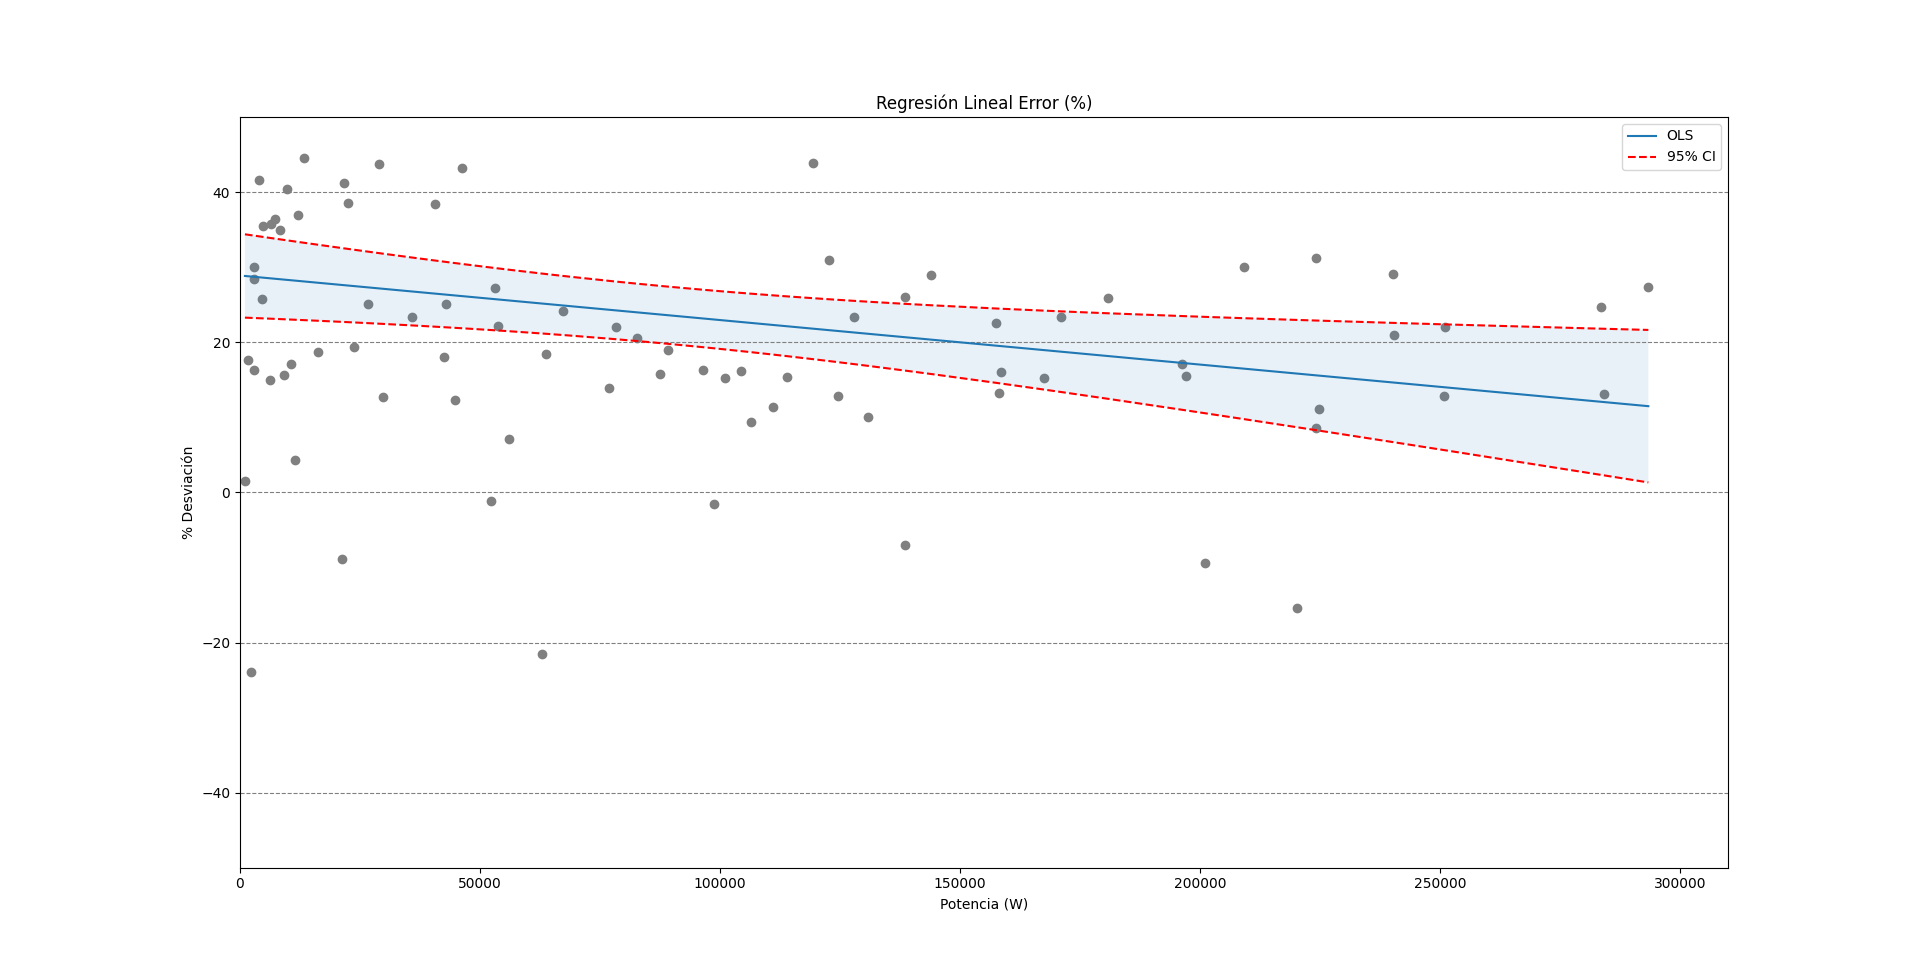 Regresión Lineal Error (%)
OLS
95% CI
40
20
0
−20
−40
% Desviación
0 50000 100000 150000 200000 250000 300000
Potencia (W)